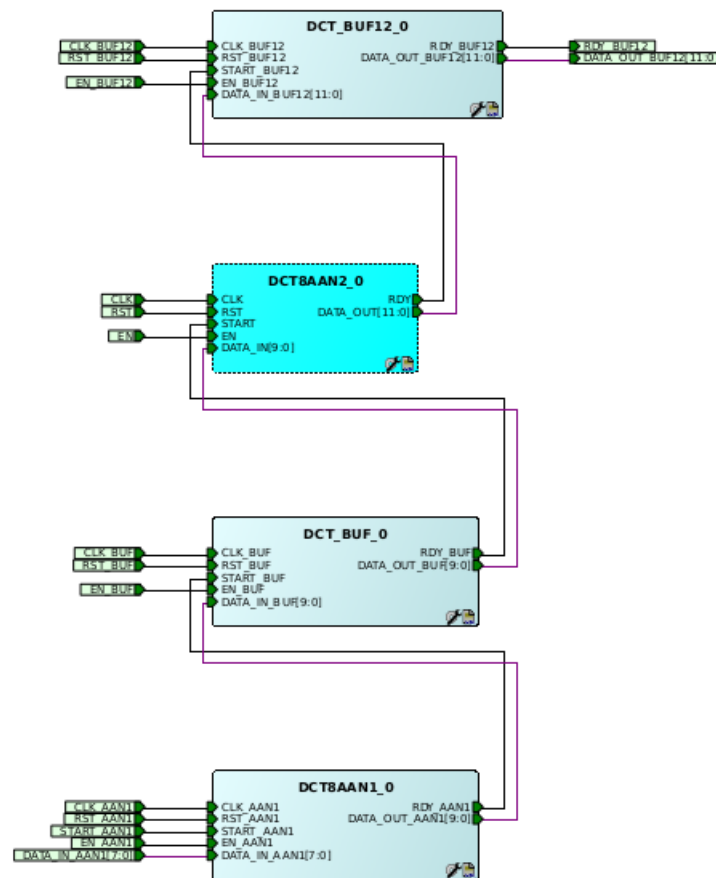 DCT_BUF12_0
CLK_BUF12 CLK_BUF12 RDY_BUF12 RDY_BUF12
RST_BUF12 RST_BUF12 DATA_OUT_BUF12[11:0] DATA_OUT_BUF12[11:0
START_BUF12
EN_BUF12 EN_BUF12
DATA_IN_BUF12[11:0]
DCT8AAN2_0
CLK CLK RDY
RST RST DATA_OUT[11:0]
START
EN EN
DATA_IN[9:0]
DCT_BUF_0
CLK_BUF CLK_BUF RDY_BUF
RST_BUF RST_BUF DATA_OUT_BUF[9:0]
START_BUF
EN_BUF EN_BUF
DATA_IN_BUF[9:0]
DCT8AAN1_0
CLK_AAN1 CLK_AAN1 RDY_AAN1
RST_AAN1 RST_AAN1 DATA_OUT_AAN1[9:0]
START_AAN1 START_AAN1
EN_AAN1 EN_AAN1
DATA_IN_AAN1[7:0] DATA_IN_AAN1[7:0]